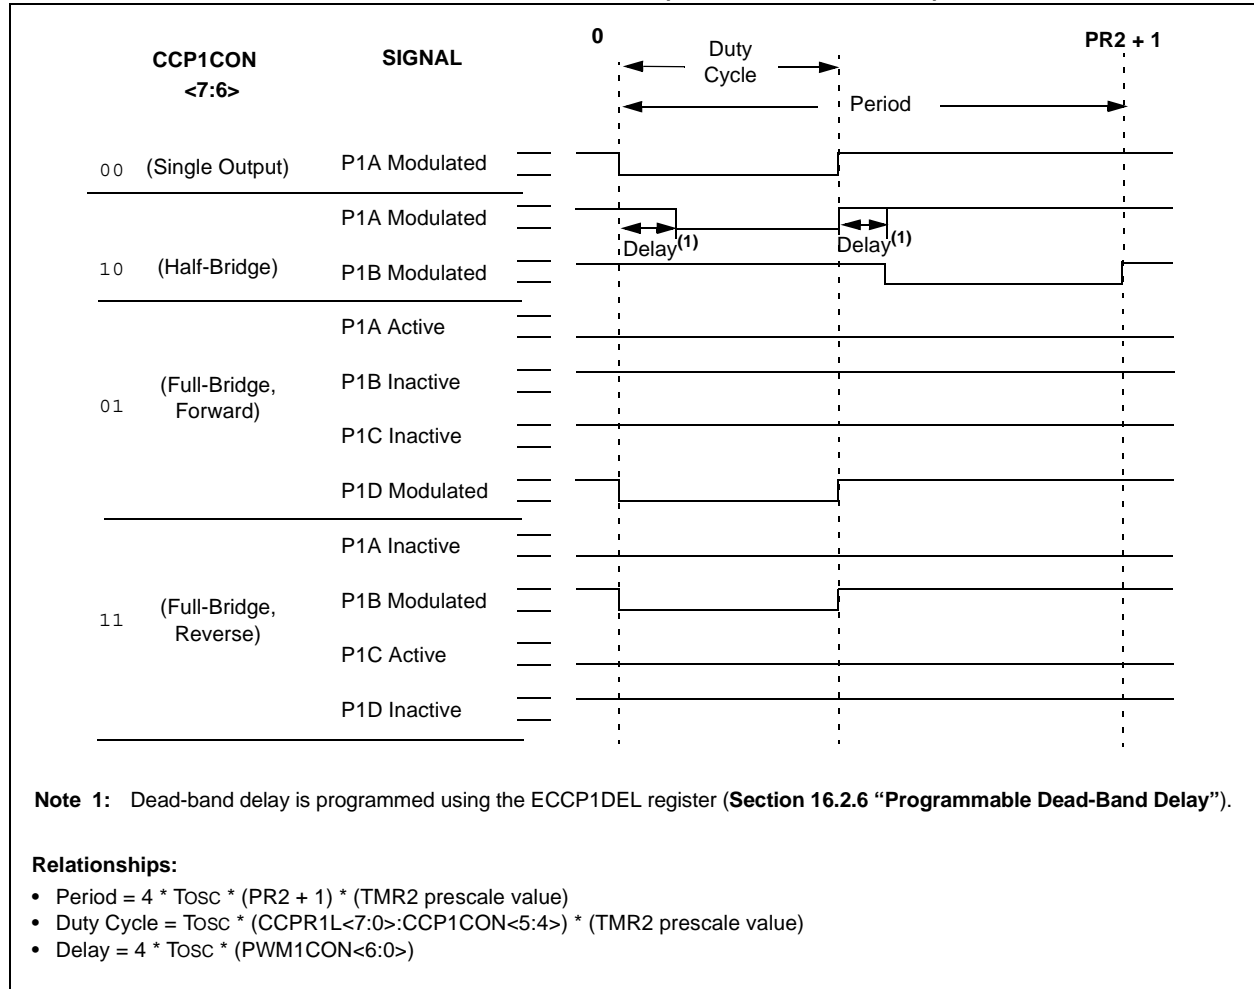 0
PR2 + 1
Duty
Cycle
CCP1CON
<7:6>
SIGNAL
Period
00 (Single Output) P1A Modulated
P1A Modulated
Delay(1) Delay(1)
10 (Half-Bridge) P1B Modulated
P1A Active
01 (Full-Bridge,
Forward)
P1B Inactive
P1C Inactive
P1D Modulated
P1A Inactive
11 (Full-Bridge,
Reverse)
P1B Modulated
P1C Active
P1D Inactive
Note 1: Dead-band delay is programmed using the ECCP1DEL register (Section 16.2.6 “Programmable Dead-Band Delay”).
Relationships:
• Period = 4 * TOSC * (PR2 + 1) * (TMR2 prescale value)
• Duty Cycle = TOSC * (CCPR1L<7:0>:CCP1CON<5:4>) * (TMR2 prescale value)
• Delay = 4 * TOSC * (PWM1CON<6:0>)